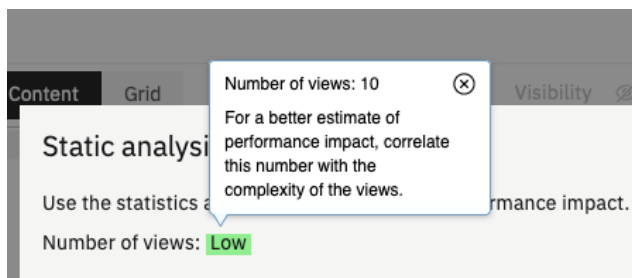 Number of views: 10
Content Grid Visibility
For a better estimate of
performance impact, correlate
this number with the
complexity of the views.
Static analysi
Use the statistics a rmance impact.
Number of views: Low